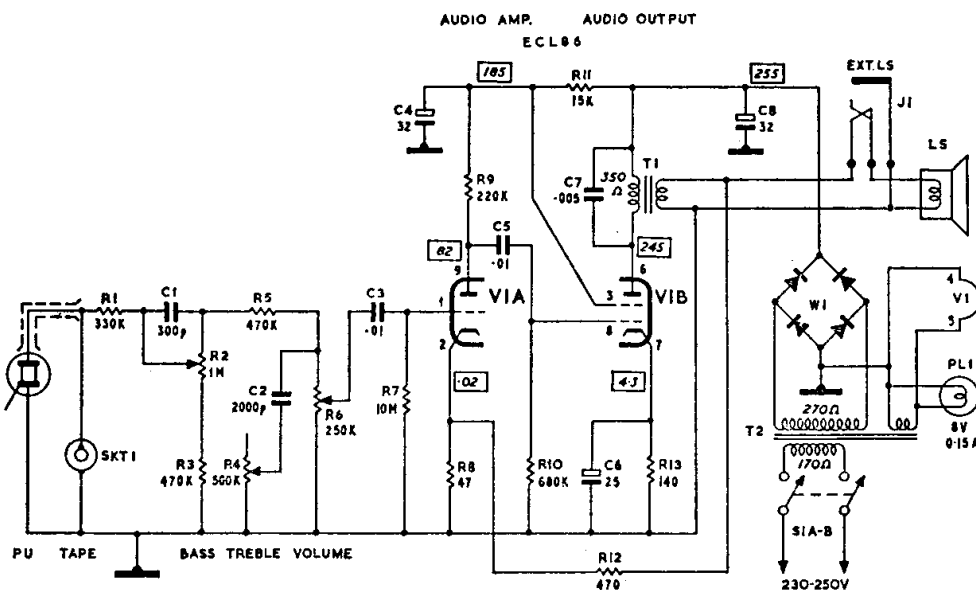 AUDIO AMP. AUDIO OUTPUT
ECL86
185
R11
15K
255
EXT.LS
J1
LS
C4
32
C8
32
T1
C7
.005
350
Ω
R9
220K
C5
.01
82
245
9
6
V1A
V1B
1
2
3
8
7
R1
330K
C1
300p
R5
470K
C3
.01
R2
1M
C2
2000p
R6
250K
R7
10M
.02
4.3
W1
4
V1
5
PL1
8V
0.15A
270Ω
T2
170Ω
SKT1
R3
470K
R4
500K
R8
47
R10
680K
C6
25
R13
140
S1A-B
PU TAPE BASS TREBLE VOLUME
R12
470
230-250V